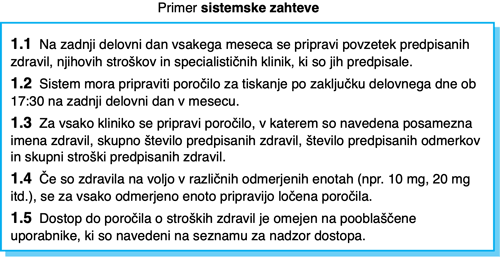 Primer sistemske zahteve
1.1 Na zadnji delovni dan vsakega meseca se pripravi povzetek predpisanih
zdravil, njihovih stroškov in specialističnih klinik, ki so jih predpisale.
1.2 Sistem mora pripraviti poročilo za tiskanje po zaključku delovnega dne ob
17:30 na zadnji delovni dan v mesecu.
1.3 Za vsako kliniko se pripravi poročilo, v katerem so navedena posamezna
imena zdravil, skupno število predpisanih zdravil, število predpisanih odmerkov
in skupni stroški predpisanih zdravil.
1.4 Če so zdravila na voljo v različnih odmerjenih enotah (npr. 10 mg, 20 mg
itd.), se za vsako odmerjeno enoto pripravijo ločena poročila.
1.5 Dostop do poročila o stroških zdravil je omejen na pooblaščene
uporabnike, ki so navedeni na seznamu za nadzor dostopa.